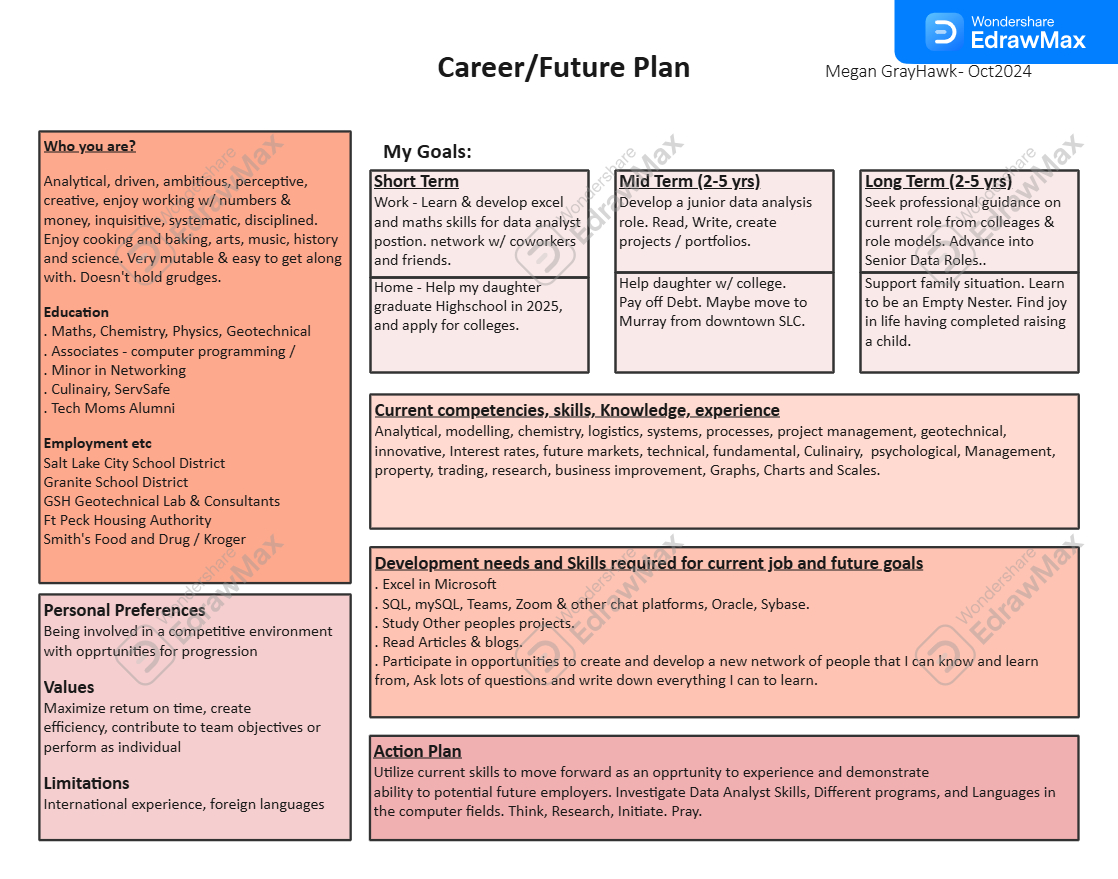 Wondershare
EdrawMax
Career/Future Plan
Megan GrayHawk- Oct2024
Who you are?
Analytical, driven, ambitious, perceptive,
creative, enjoy working w/ numbers &
money, inquisitive, systematic, disciplined.
Enjoy cooking and baking, arts, music, history
and science. Very mutable & easy to get along
with. Doesn't hold grudges.
Education
. Maths, Chemistry, Physics, Geotechnical
. Associates - computer programming /
. Minor in Networking
. Culinairy, ServSafe
. Tech Moms Alumni
Employment etc
Salt Lake City School District
Granite School District
GSH Geotechnical Lab & Consultants
Ft Peck Housing Authority
Smith's Food and Drug / Kroger
Personal Preferences
Being involved in a competitive environment
with opprtunities for progression
Values
Maximize retum on time, create
efficiency, contribute to team objectives or
perform as individual
Limitations
International experience, foreign languages
My Goals:
Short Term
Work - Learn & develop excel
and maths skills for data analyst
postion. network w/ coworkers
and friends.
Home - Help my daughter
graduate Highschool in 2025,
and apply for colleges.
Mid Term (2-5 yrs)
Develop a junior data analysis
role. Read, Write, create
projects / portfolios.
Help daughter w/ college.
Pay off Debt. Maybe move to
Murray from downtown SLC.
Long Term (2-5 yrs)
Seek professional guidance on
current role from colleages &
role models. Advance into
Senior Data Roles..
Support family situation. Learn
to be an Empty Nester. Find joy
in life having completed raising
a child.
Current competencies, skills, Knowledge, experience
Analytical, modelling, chemistry, logistics, systems, processes, project management, geotechnical,
innovative, Interest rates, future markets, technical, fundamental, Culinairy, psychological, Management,
property, trading, research, business improvement, Graphs, Charts and Scales.
Development needs and Skills required for current job and future goals
. Excel in Microsoft
. SQL, mySQL, Teams, Zoom & other chat platforms, Oracle, Sybase.
. Study Other peoples projects.
. Read Articles & blogs.
. Participate in opportunities to create and develop a new network of people that I can know and learn
from, Ask lots of questions and write down everything I can to learn.
Action Plan
Utilize current skills to move forward as an opprtunity to experience and demonstrate
ability to potential future employers. Investigate Data Analyst Skills, Different programs, and Languages in
the computer fields. Think, Research, Initiate. Pray.
Wondershare
EdrawMax
Wondershare
EdrawMax
Wondershare
EdrawMax
Wondershare
EdrawMax
Wondershare
EdrawMax
Wondershare
EdrawMax